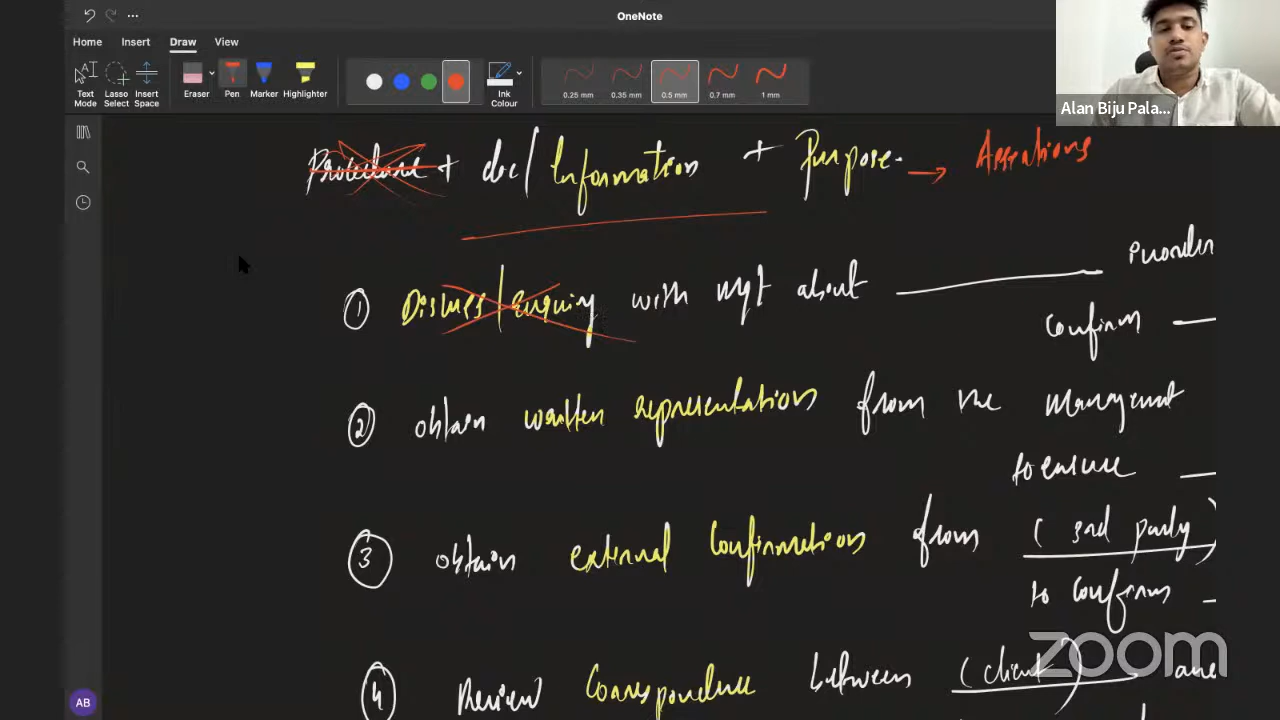 OneNote
Home Insert Draw View
Text Mode Lasso Select Insert Space Eraser Pen Marker Highlighter Ink Colour 0.25 mm 0.35 mm 0.5 mm 0.7 mm 1 mm
Alan Biju Pala...
Procedure + doc/Information + Purpose. → Assertions
① Discuss/Enquiry with mgt about
Confirm
② obtain written representations from the Management
to ensure
③ obtain external confirmations from (3rd party)
to confirm
④ Review Correspondence between (client)
zoom
AB